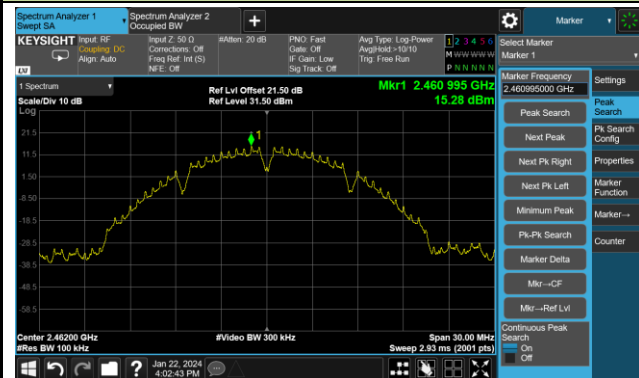 Spectrum Analyzer 1
Swept SA
Spectrum Analyzer 2
Occupied BW
Marker
KEYSIGHT
Input: RF
Coupling: DC
Align: Auto
Input Z: 50 Ω
Corrections: Off
Freq Ref: Int (S)
NFE: Off
#Atten: 20 dB
PNO: Fast
Gate: Off
IF Gain: Low
Sig Track: Off
Avg Type: Log-Power
Avg|Hold:>10/10
Trig: Free Run
1 2 3 4 5 6
M W W W W W
P N N N N N
LXI
Select Marker
Marker 1
1 Spectrum
Scale/Div 10 dB
Log
Ref Lvl Offset 21.50 dB
Ref Level 31.50 dBm
Mkr1 2.460 995 GHz
15.28 dBm
21.5
11.5
1.50
-8.50
-18.5
-28.5
-38.5
-48.5
-58.5
1
Center 2.46200 GHz
#Res BW 100 kHz
#Video BW 300 kHz
Span 30.00 MHz
Sweep 2.93 ms (2001 pts)
Marker Frequency
2.460995000 GHz
Peak Search
Next Peak
Next Pk Right
Next Pk Left
Minimum Peak
Pk-Pk Search
Marker Delta
Mkr→CF
Mkr→Ref Lvl
Continuous Peak
Search
On
Off
Settings
Peak
Search
Pk Search
Config
Properties
Marker
Function
Marker→
Counter
Jan 22, 2024
4:02:43 PM